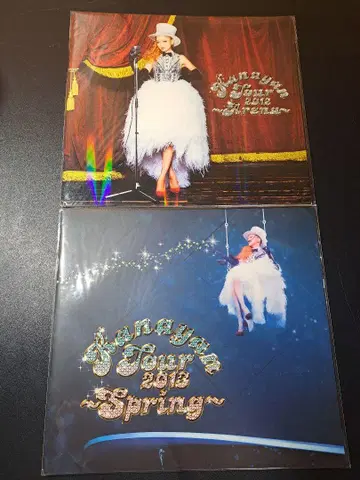 Kanayan
Tour
2012
~Arena~
Kanayan
Tour
2013
~Spring~